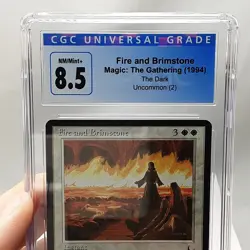 CGC UNIVERSAL GRADE
NM/Mint+
8.5
Fire and Brimstone
Magic: The Gathering (1994)
The Dark
Uncommon (2)
Fire and Brimstone
3